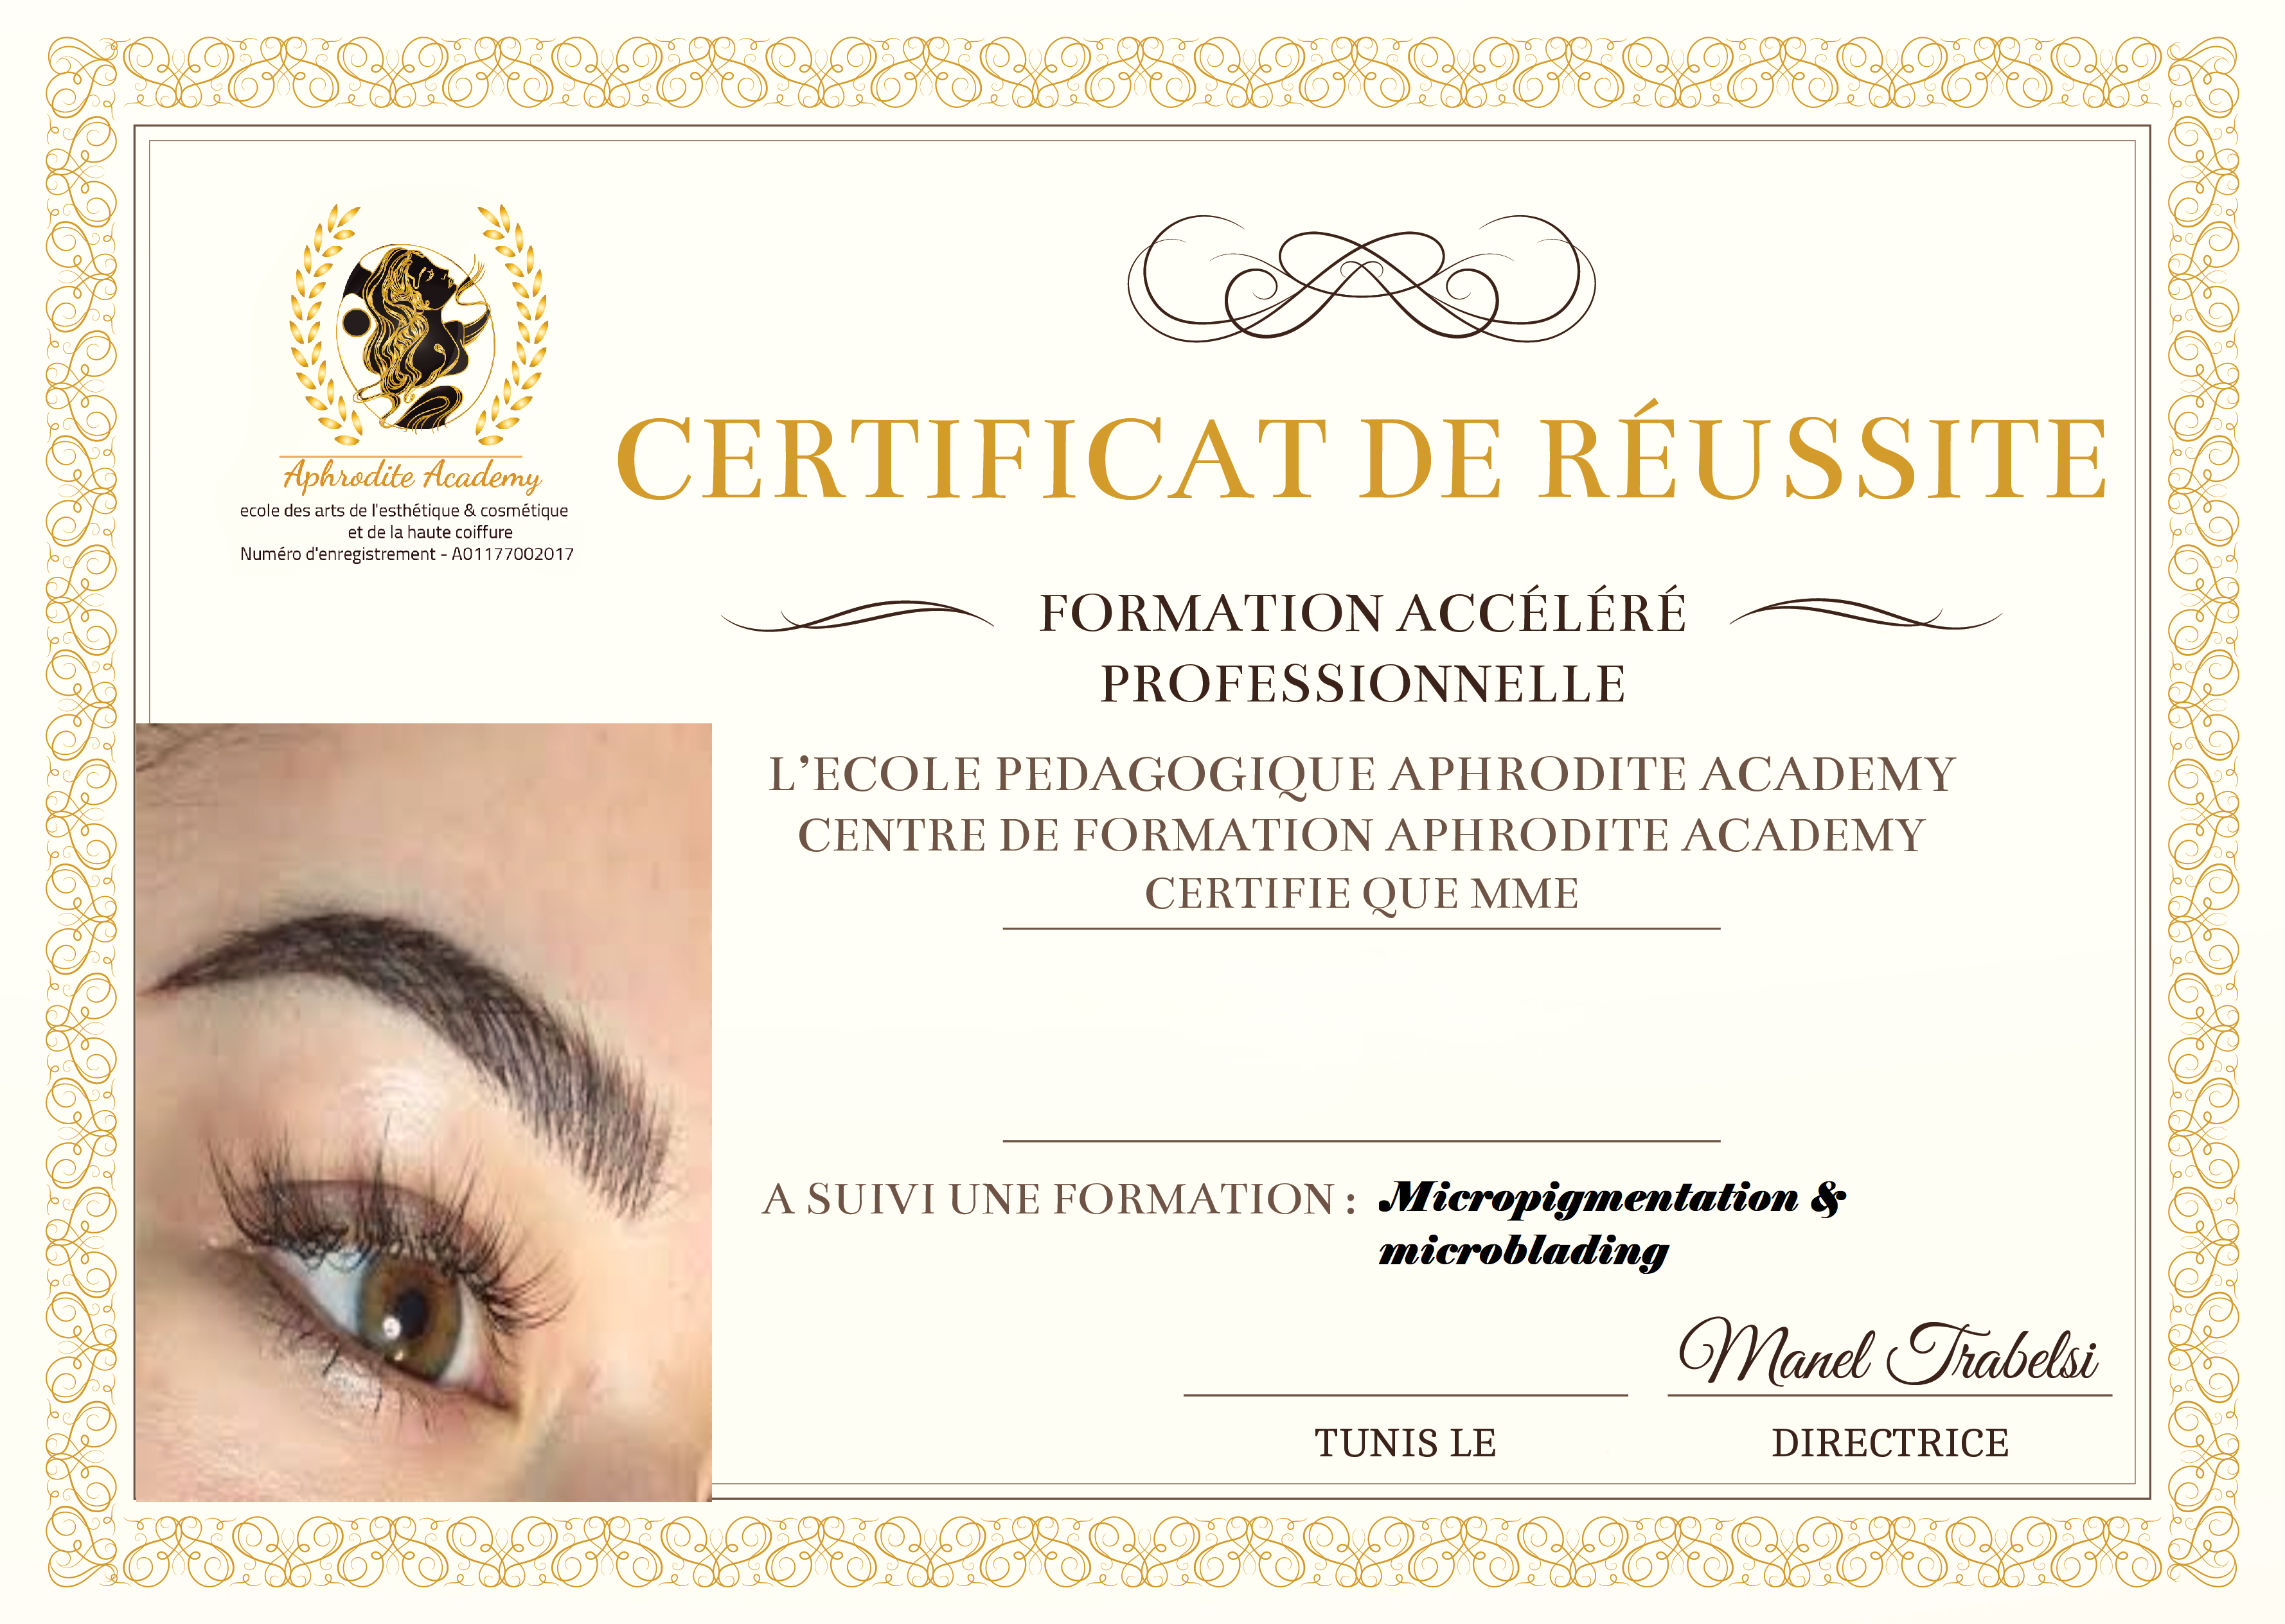 Aphrodite Academy
ecole des arts de l'esthétique & cosmétique
et de la haute coiffure
Numéro d'enregistrement - A01177002017
CERTIFICAT DE RÉUSSITE
FORMATION ACCÉLÉRÉ
PROFESSIONNELLE
L'ECOLE PEDAGOGIQUE APHRODITE ACADEMY
CENTRE DE FORMATION APHRODITE ACADEMY
CERTIFIE QUE MME
A SUIVI UNE FORMATION : Micropigmentation &
microblading
Manel Trabelsi
TUNIS LE
DIRECTRICE